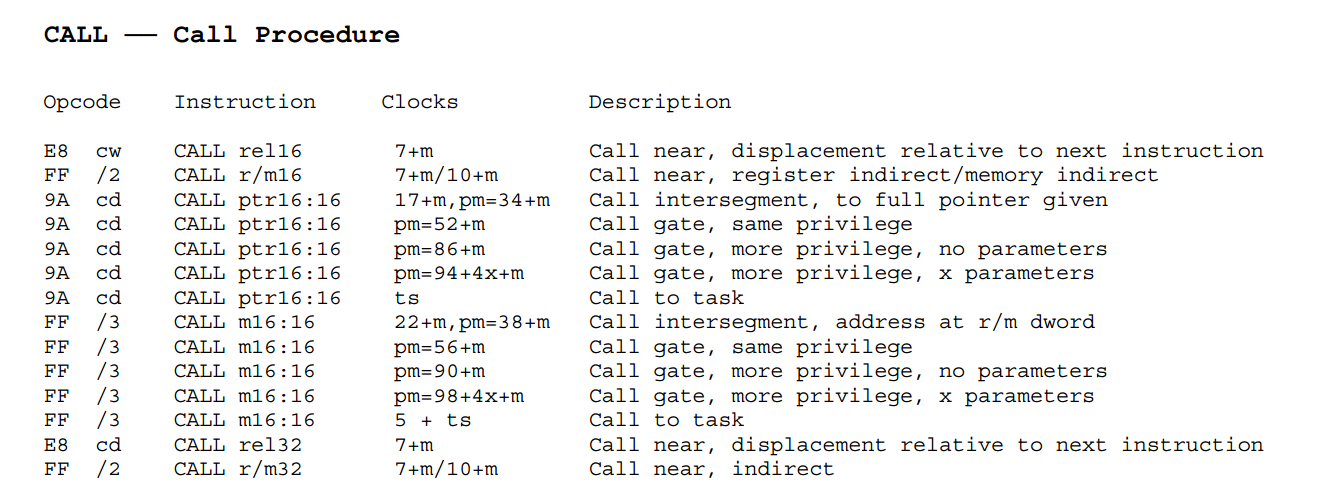 CALL –– Call Procedure
Opcode Instruction Clocks Description
E8 cw CALL rel16 7+m Call near, displacement relative to next instruction
FF /2 CALL r/m16 7+m/10+m Call near, register indirect/memory indirect
9A cd CALL ptr16:16 17+m,pm=34+m Call intersegment, to full pointer given
9A cd CALL ptr16:16 pm=52+m Call gate, same privilege
9A cd CALL ptr16:16 pm=86+m Call gate, more privilege, no parameters
9A cd CALL ptr16:16 pm=94+4x+m Call gate, more privilege, x parameters
9A cd CALL ptr16:16 ts Call to task
FF /3 CALL m16:16 22+m,pm=38+m Call intersegment, address at r/m dword
FF /3 CALL m16:16 pm=56+m Call gate, same privilege
FF /3 CALL m16:16 pm=90+m Call gate, more privilege, no parameters
FF /3 CALL m16:16 pm=98+4x+m Call gate, more privilege, x parameters
FF /3 CALL m16:16 5 + ts Call to task
E8 cd CALL rel32 7+m Call near, displacement relative to next instruction
FF /2 CALL r/m32 7+m/10+m Call near, indirect